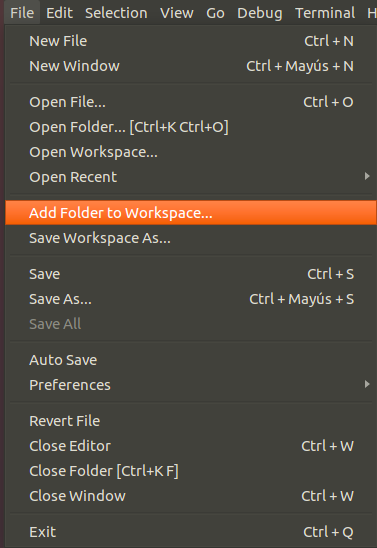 File Edit Selection View Go Debug Terminal H
New File Ctrl + N
New Window Ctrl + Mayús + N
Open File... Ctrl + O
Open Folder... [Ctrl+K Ctrl+O]
Open Workspace...
Open Recent
Add Folder to Workspace...
Save Workspace As...
Save Ctrl + S
Save As... Ctrl + Mayús + S
Save All
Auto Save
Preferences
Revert File
Close Editor Ctrl + W
Close Folder [Ctrl+K F]
Close Window Ctrl + W
Exit Ctrl + Q